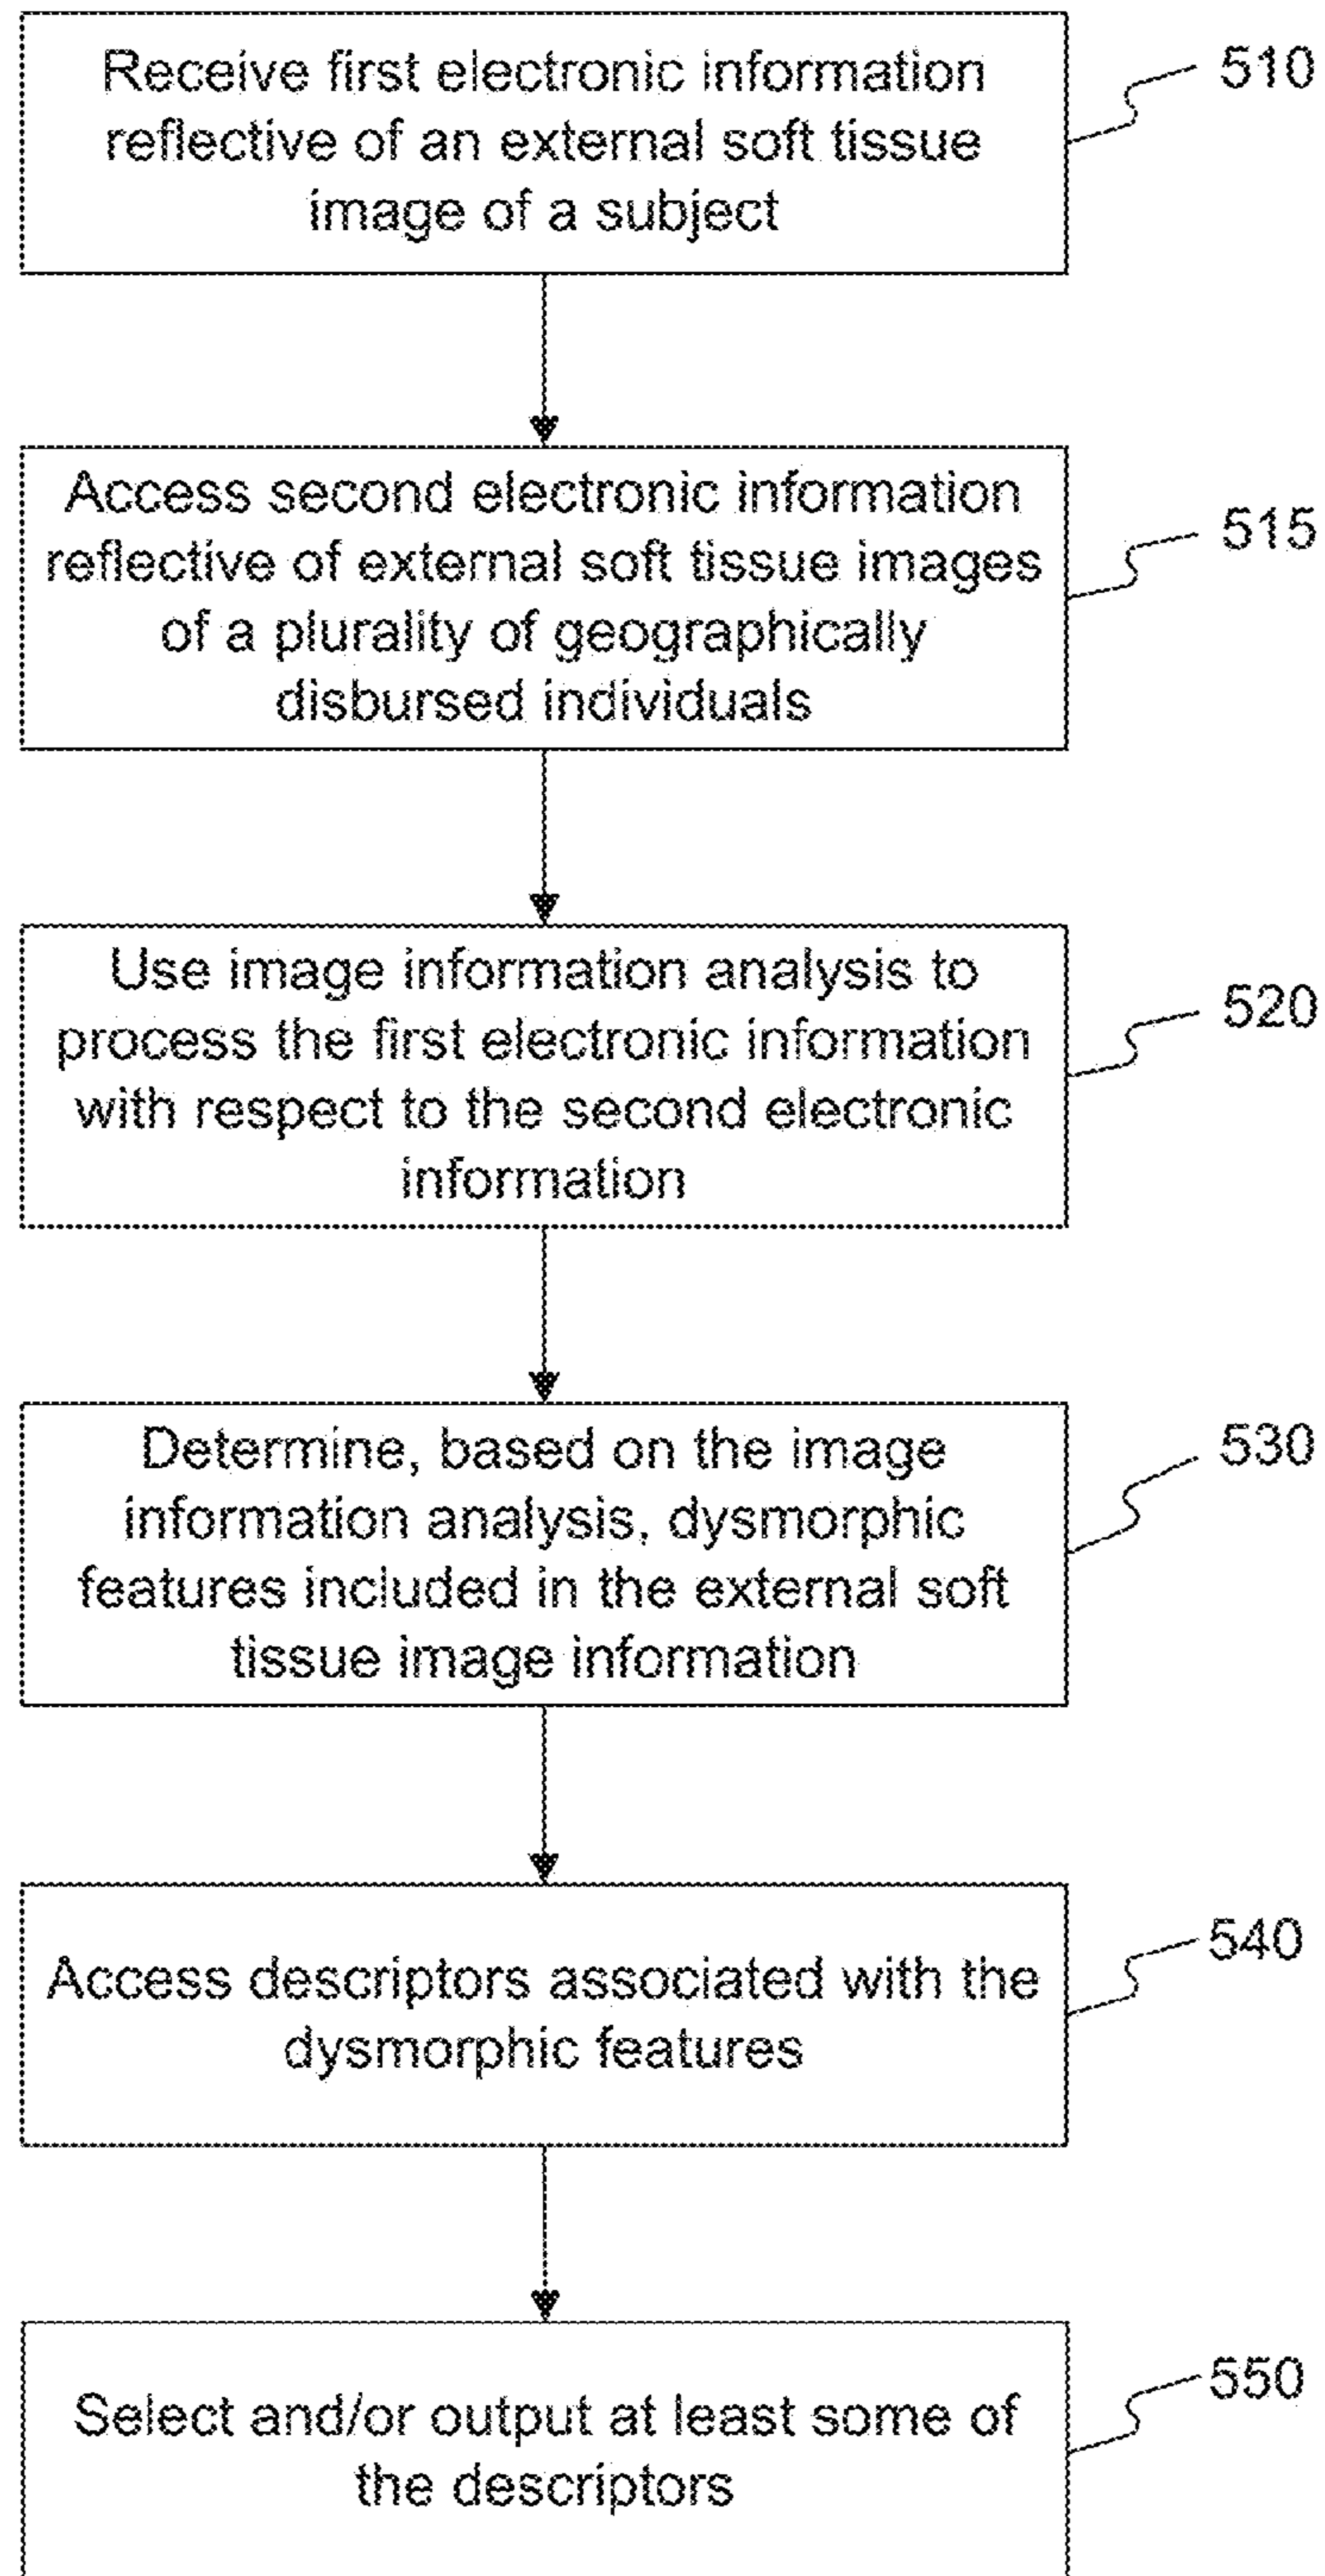 Receive first electronic information
reflective of an external soft tissue
image of a subject
510
Access second electronic information
reflective of external soft tissue images
of a plurality of geographically
disbursed individuals
515
Use image information analysis to
process the first electronic information
with respect to the second electronic
information
520
Determine, based on the image
information analysis, dysmorphic
features included in the external soft
tissue image information
530
Access descriptors associated with the
dysmorphic features
540
Select and/or output at least some of
the descriptors
550